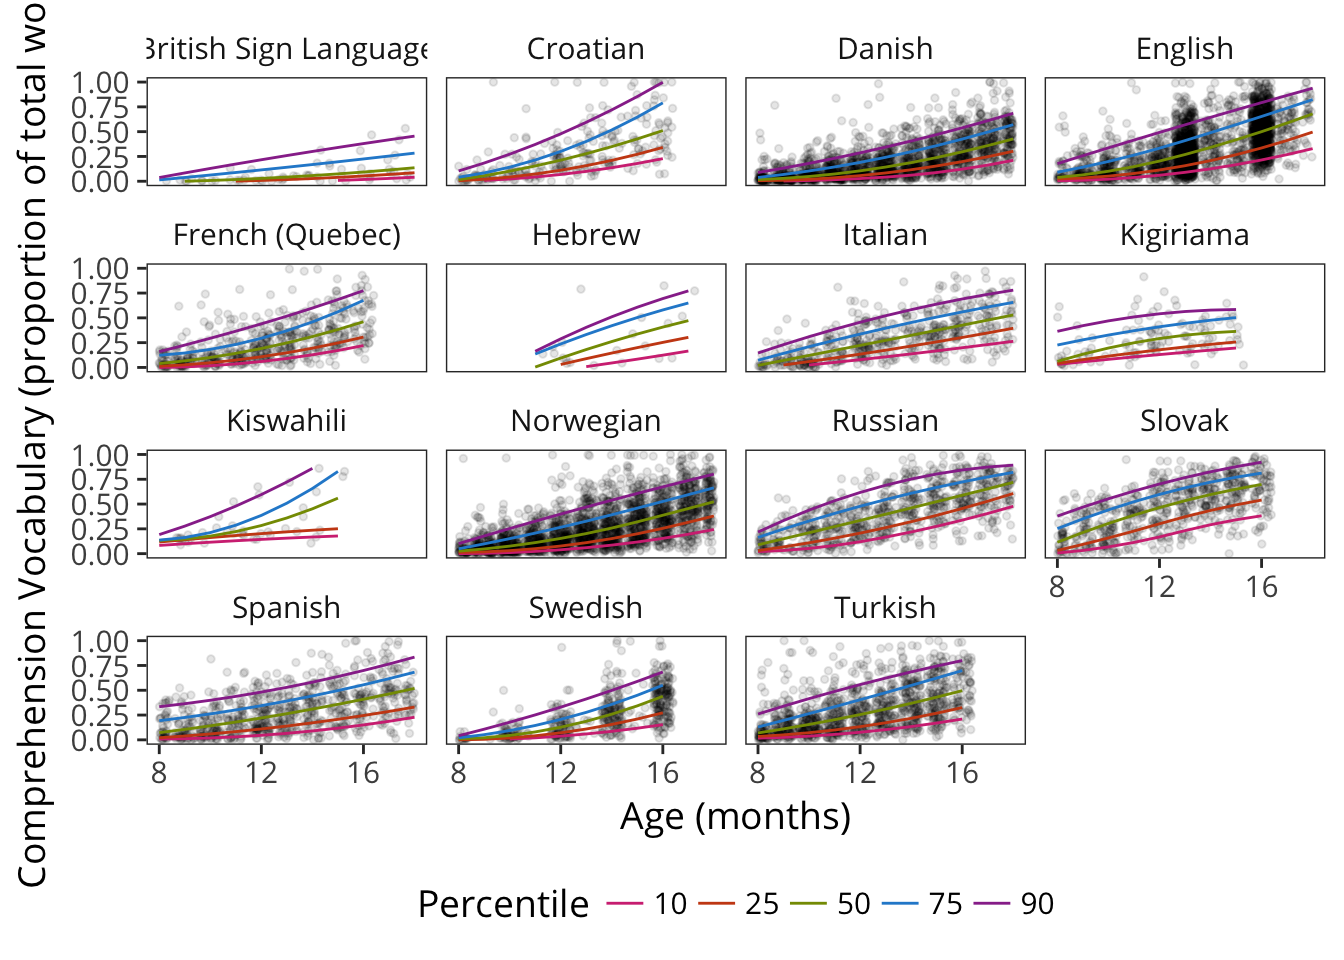 Comprehension Vocabulary (proportion of total wo
British Sign Language Croatian Danish English
1.00
0.75
0.50
0.25
0.00
French (Quebec) Hebrew Italian Kigiriama
1.00
0.75
0.50
0.25
0.00
Kiswahili Norwegian Russian Slovak
1.00
0.75
0.50
0.25
0.00
8 12 16
Spanish Swedish Turkish
1.00
0.75
0.50
0.25
0.00
8 12 16 8 12 16 8 12 16
Age (months)
Percentile 10 25 50 75 90